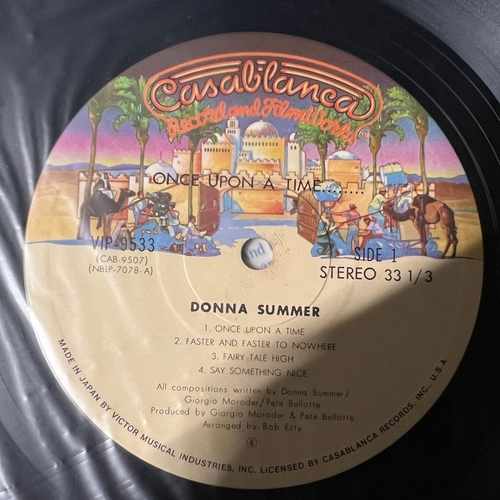 Casablanca
Record and FilmWorks
ONCE UPON A TIME.......
VIP-9533
(CAB-9507)
(NBLP-7078-A)
SIDE 1
STEREO 33 1/3
DONNA SUMMER
1. ONCE UPON A TIME
2. FASTER AND FASTER TO NOWHERE
3. FAIRY TALE HIGH
4. SAY SOMETHING NICE
All compositions written by Donna Summer/
Giorgio Moroder/Pete Bellotte
Produced by Giorgio Moroder & Pete Bellotte
Arranged by Bob Esty
MADE IN JAPAN BY VICTOR MUSICAL INDUSTRIES, INC. LICENSED BY CASABLANCA RECORDS, INC., U.S.A.